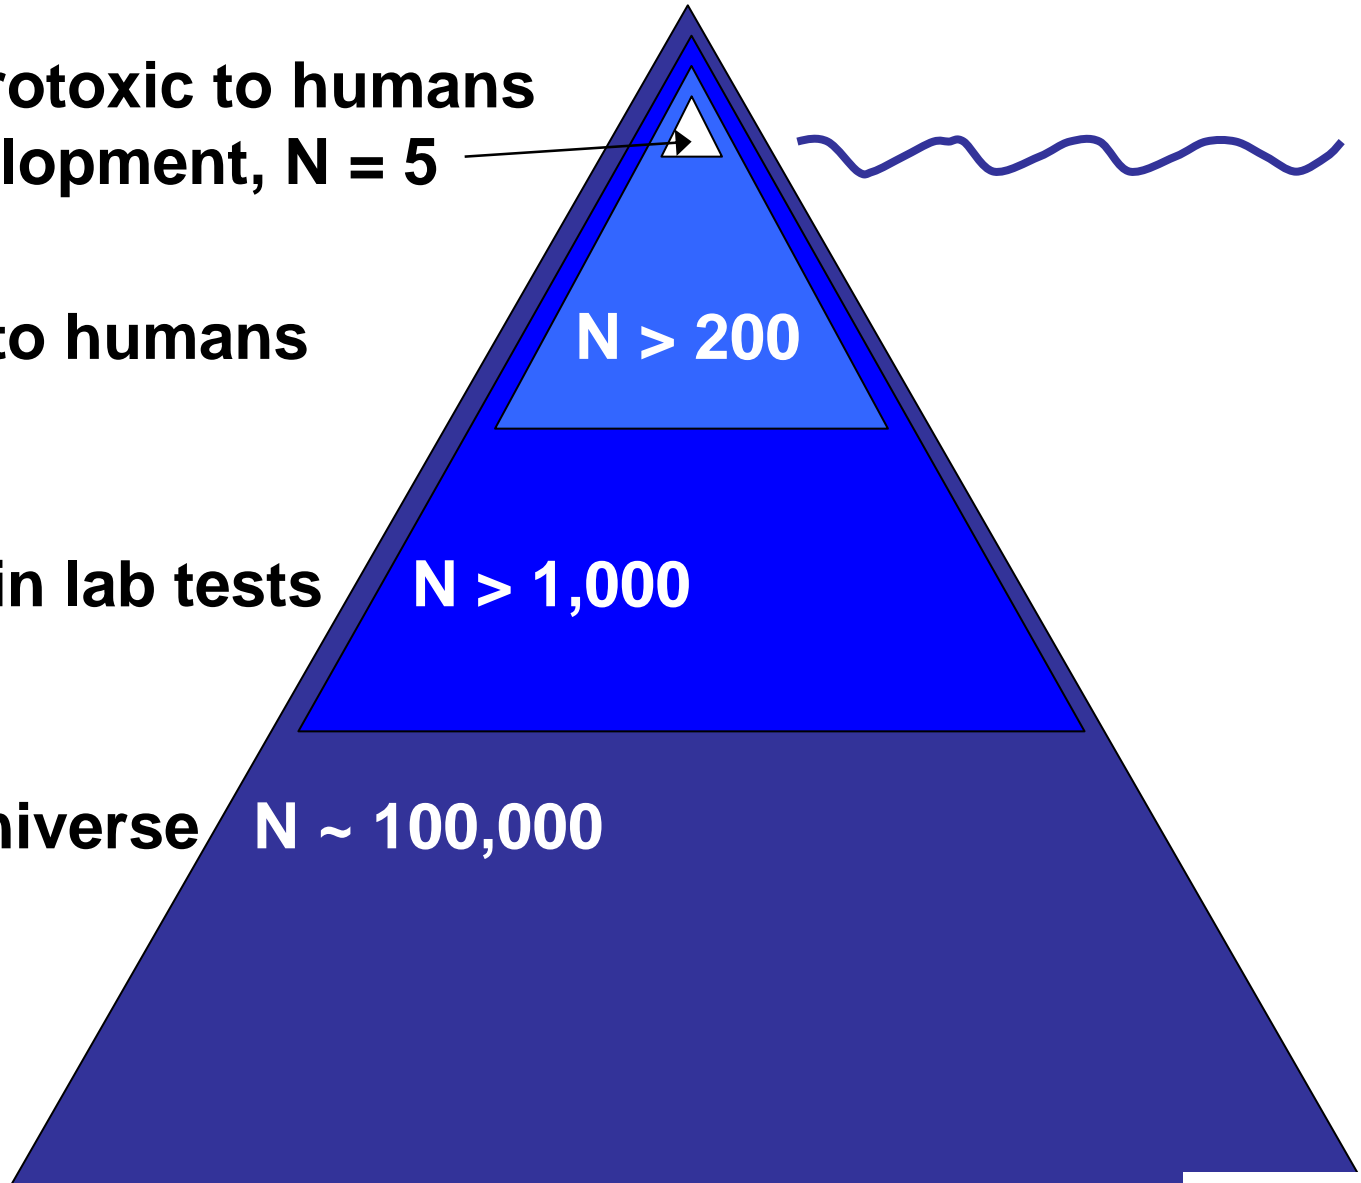 rotoxic to humans
lopment, N = 5
to humans N > 200
in lab tests N > 1,000
niverse N ~ 100,000